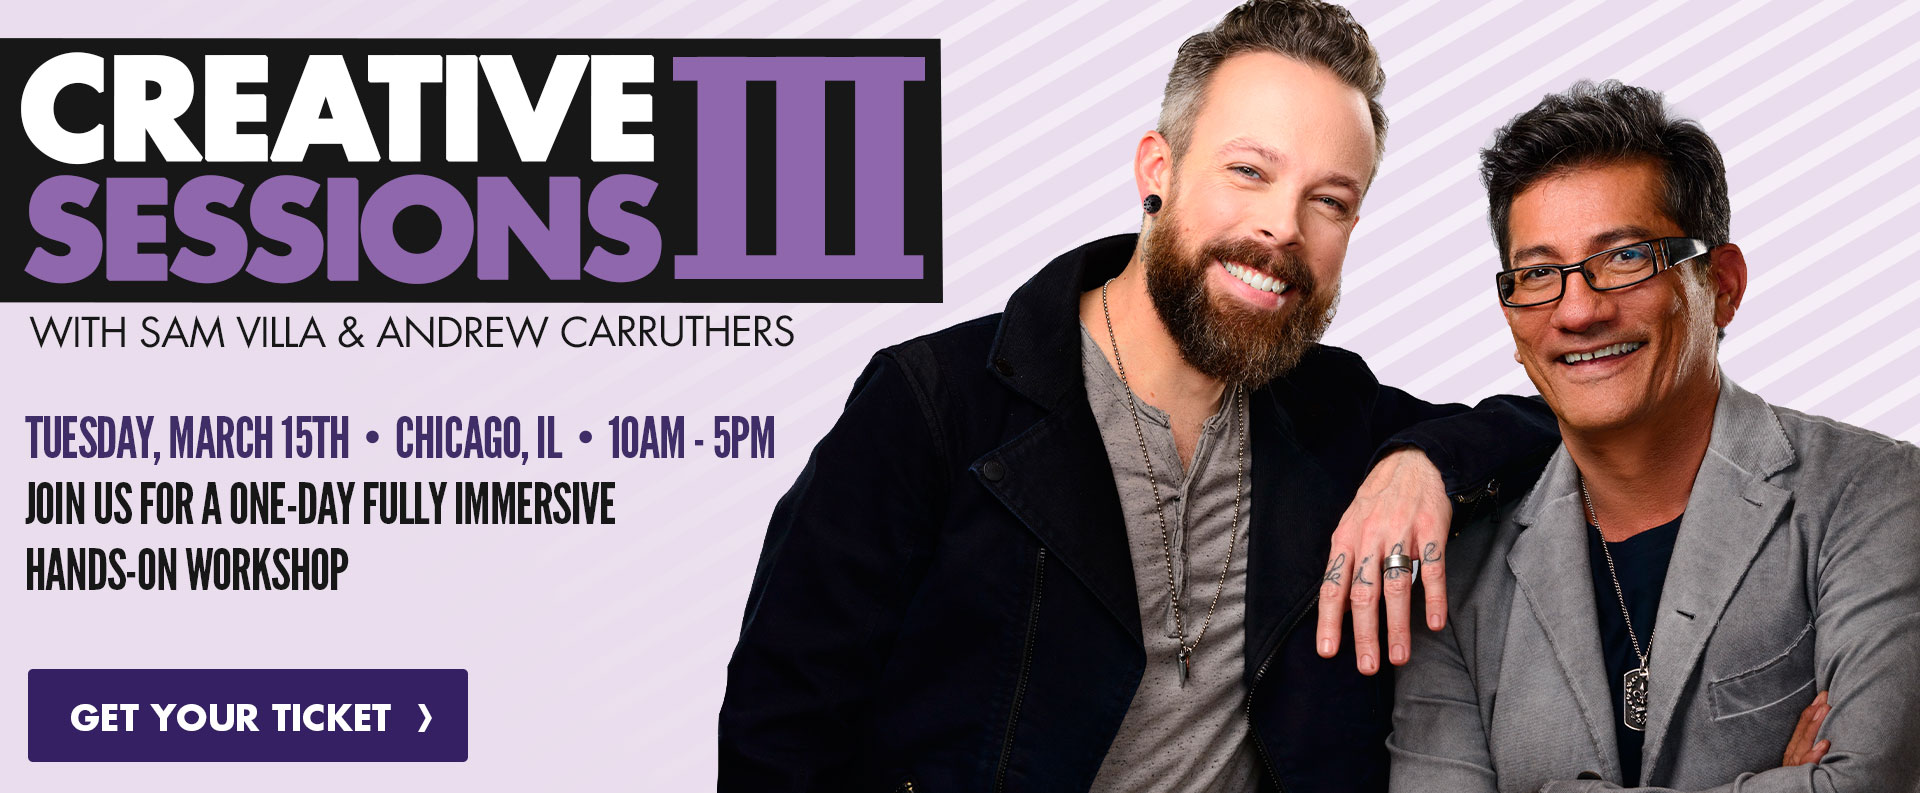 CREATIVE
SESSIONS III
WITH SAM VILLA & ANDREW CARRUTHERS
TUESDAY, MARCH 15TH • CHICAGO, IL • 10AM - 5PM
JOIN US FOR A ONE-DAY FULLY IMMERSIVE
HANDS-ON WORKSHOP
GET YOUR TICKET ❯